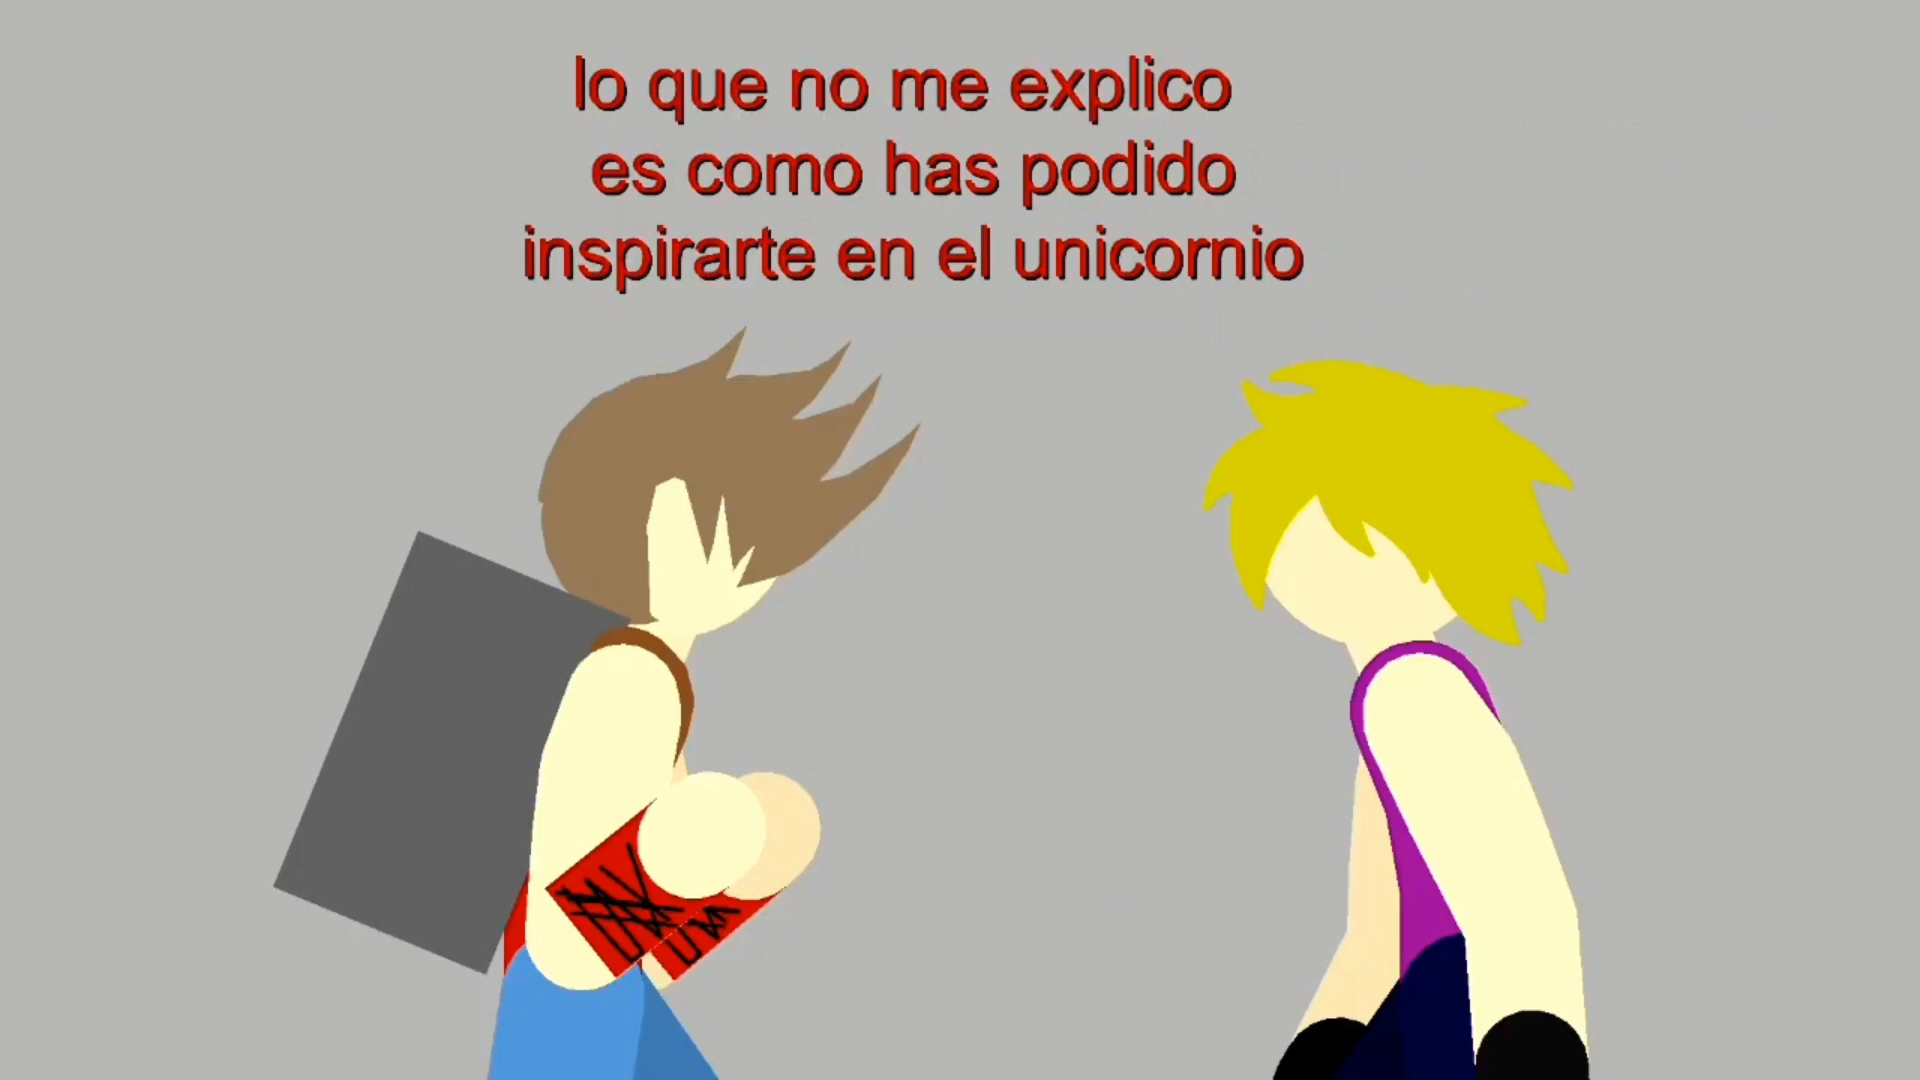 lo que no me explico
es como has podido
inspirarte en el unicornio